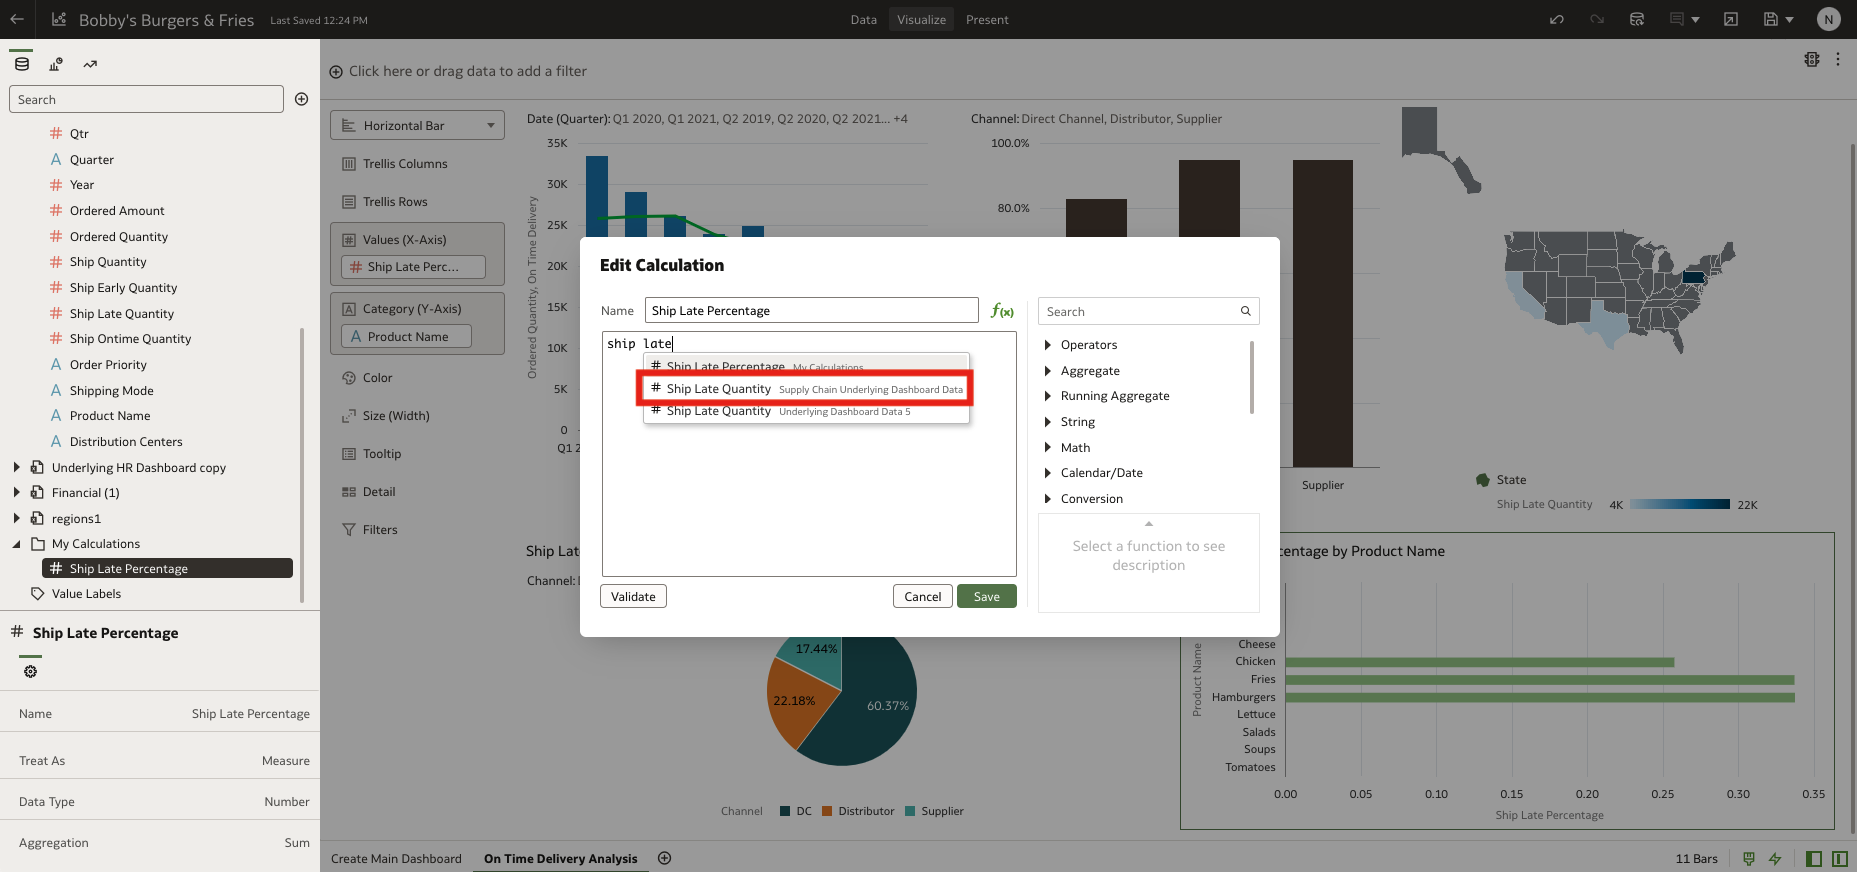 Bobby's Burgers & Fries
Last Saved 12:24 PM
Data
Visualize
Present
N
Search
Qtr
Quarter
Year
Ordered Amount
Ordered Quantity
Ship Quantity
Ship Early Quantity
Ship Late Quantity
Ship Ontime Quantity
Order Priority
Shipping Mode
Product Name
Distribution Centers
Underlying HR Dashboard copy
Financial (1)
regions1
My Calculations
Ship Late Percentage
Value Labels
Ship Late Percentage
Name Ship Late Percentage
Treat As Measure
Data Type Number
Aggregation Sum
Click here or drag data to add a filter
Horizontal Bar
Trellis Columns
Trellis Rows
Values (X-Axis)
Ship Late Perc...
Category (Y-Axis)
Product Name
Color
Size (Width)
Shape
Tooltip
Detail
Filters
Date (Quarter): Q1 2020, Q1 2021, Q2 2019, Q2 2020, Q2 2021... +4
35K
30K
25K
20K
15K
10K
5K
0
Ordered Quantity, On Time Delivery
Q1 2
Channel: Direct Channel, Distributor, Supplier
100.0%
80.0%
Supplier
State
Ship Late Quantity 4K 22K
Edit Calculation
Name Ship Late Percentage
f(x)
ship late
Ship Late Percentage My Calculations
Ship Late Quantity Supply Chain Underlying Dashboard Data
Ship Late Quantity Underlying Dashboard Data 5
Validate
Cancel
Save
Search
Operators
Aggregate
Running Aggregate
String
Math
Calendar/Date
Conversion
Select a function to see
description
Ship Lat
Channel:
17.44%
22.18%
60.37%
Channel DC Distributor Supplier
centage by Product Name
Product Name
Cheese
Chicken
Fries
Hamburgers
Lettuce
Salads
Soups
Tomatoes
0.00 0.05 0.10 0.15 0.20 0.25 0.30 0.35
Ship Late Percentage
Create Main Dashboard
On Time Delivery Analysis
11 Bars